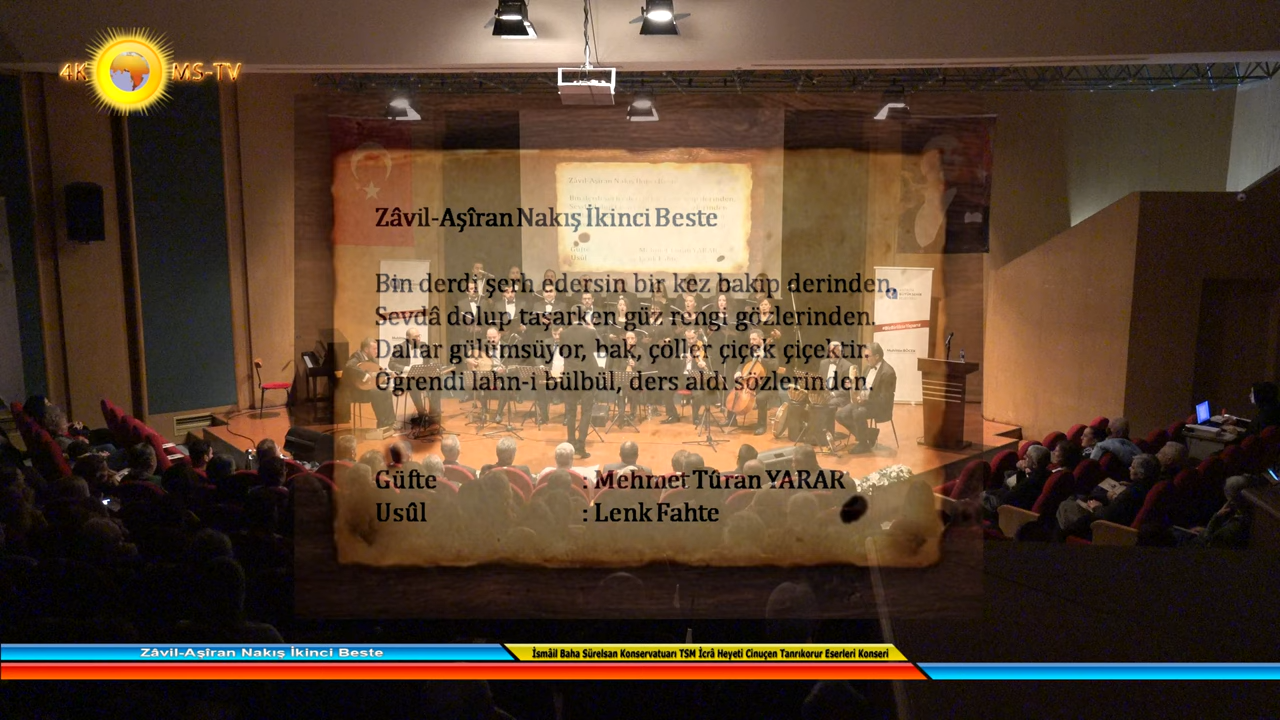 4K MS-TV
Zâvil-Aşîran Nakış İkinci Beste
Bin derdi şerh edersin bir kez bakıp derinden,
Sevdâ dolup taşarken güz rengi gözlerinden.
Dallar gülümsüyor, bak, çöller çiçek çiçektir.
Öğrendi lahn-i bülbül, ders aldı sözlerinden.
Güfte : Mehmet Tûran YARAR
Usûl : Lenk Fahte
Zâvil-Aşîran Nakış İkinci Beste
İsmâil Baha Sürelsan Konservatuarı TSM İcrâ Heyeti Cinuçen Tanrıkorur Eserleri Konseri